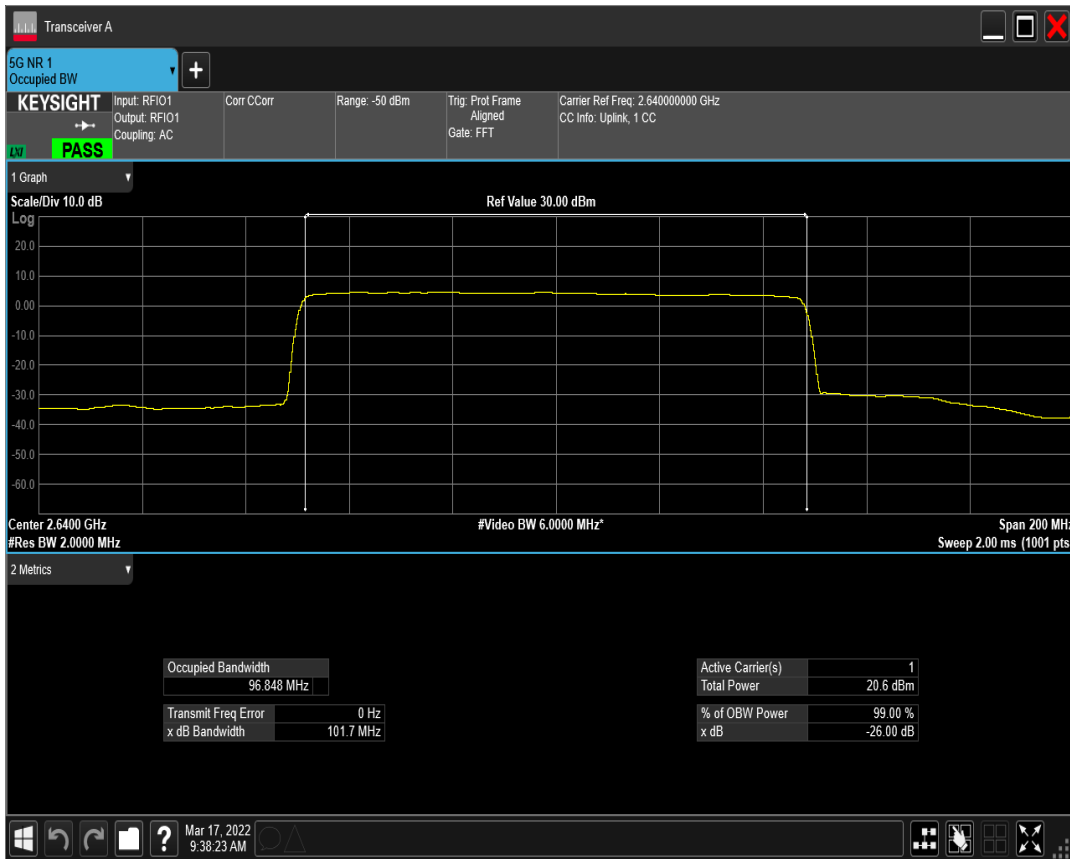 Transceiver A
5G NR 1
Occupied BW
KEYSIGHT
LXI
PASS
Input: RFIO1
Output: RFIO1
Coupling: AC
Corr CCorr
Range: -50 dBm
Trig: Prot Frame
Aligned
Gate: FFT
Carrier Ref Freq: 2.640000000 GHz
CC Info: Uplink, 1 CC
1 Graph
Scale/Div 10.0 dB
Ref Value 30.00 dBm
Log
20.0
10.0
0.00
-10.0
-20.0
-30.0
-40.0
-50.0
-60.0
Center 2.6400 GHz
#Video BW 6.0000 MHz*
Span 200 MHz
#Res BW 2.0000 MHz
Sweep 2.00 ms (1001 pts
2 Metrics
Occupied Bandwidth
96.848 MHz
Transmit Freq Error 0 Hz
x dB Bandwidth 101.7 MHz
Active Carrier(s) 1
Total Power 20.6 dBm
% of OBW Power 99.00 %
x dB -26.00 dB
?
Mar 17, 2022
9:38:23 AM